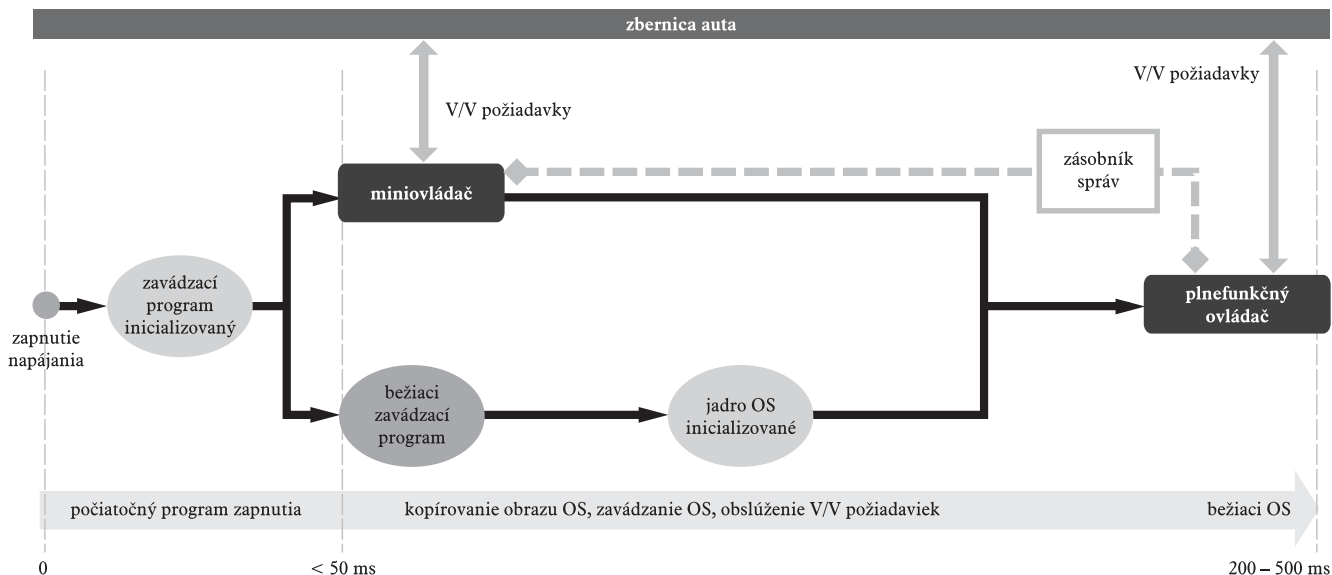 zbernica auta
V/V požiadavky
V/V požiadavky
zásobník
správ
miniovládač
zavádzací
program
inicializovaný
zapnutie
napájania
plnefunkčný
ovládač
bežiaci
zavádzací
program
jadro OS
inicializované
počiatočný program zapnutia
kopírovanie obrazu OS, zavádzanie OS, obslúženie V/V požiadaviek
bežiaci OS
0
< 50 ms
200 – 500 ms